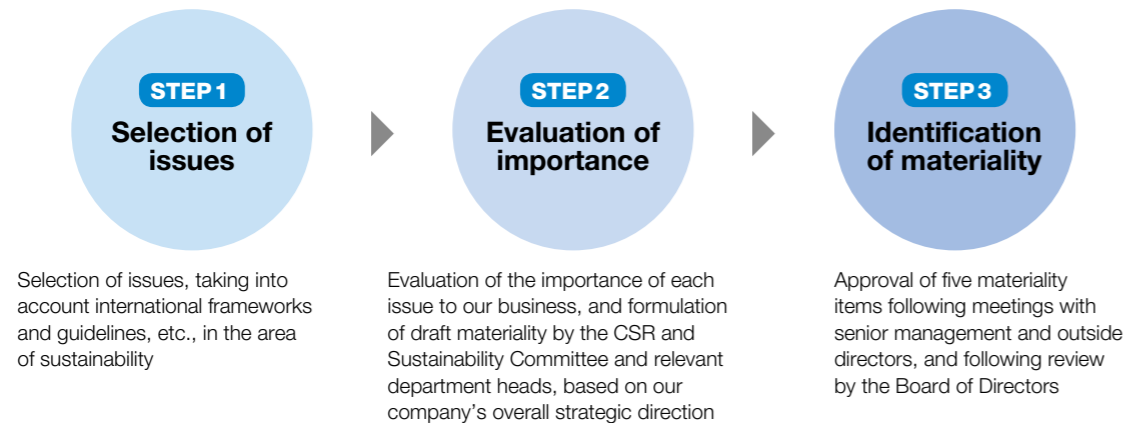 STEP 1
Selection of
issues
Selection of issues, taking into
account international frameworks
and guidelines, etc., in the area
of sustainability
STEP 2
Evaluation of
importance
Evaluation of the importance of each
issue to our business, and formulation
of draft materiality by the CSR and
Sustainability Committee and relevant
department heads, based on our
company’s overall strategic direction
STEP 3
Identification
of materiality
Approval of five materiality
items following meetings with
senior management and outside
directors, and following review
by the Board of Directors